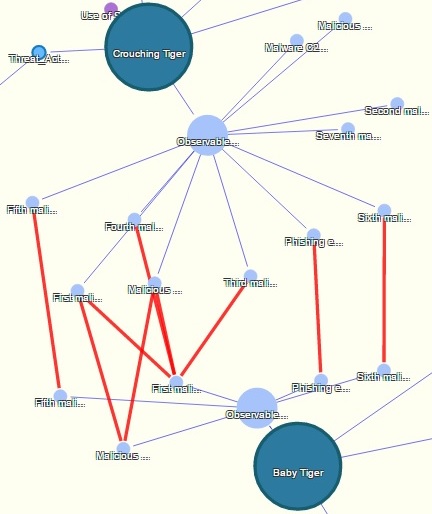 Use of S
Malicious ...
Malware C2...
Threat_Act...
Crouching Tiger
Second mal...
Seventh ma...
Observable...
Fifth mali...
Sixth mali...
Fourth mal...
Phishing e...
Third mali...
Malicious ...
First mali...
Sixth mali...
Phishing e...
First mali...
Fifth mali...
Observable...
Malicious ...
Baby Tiger